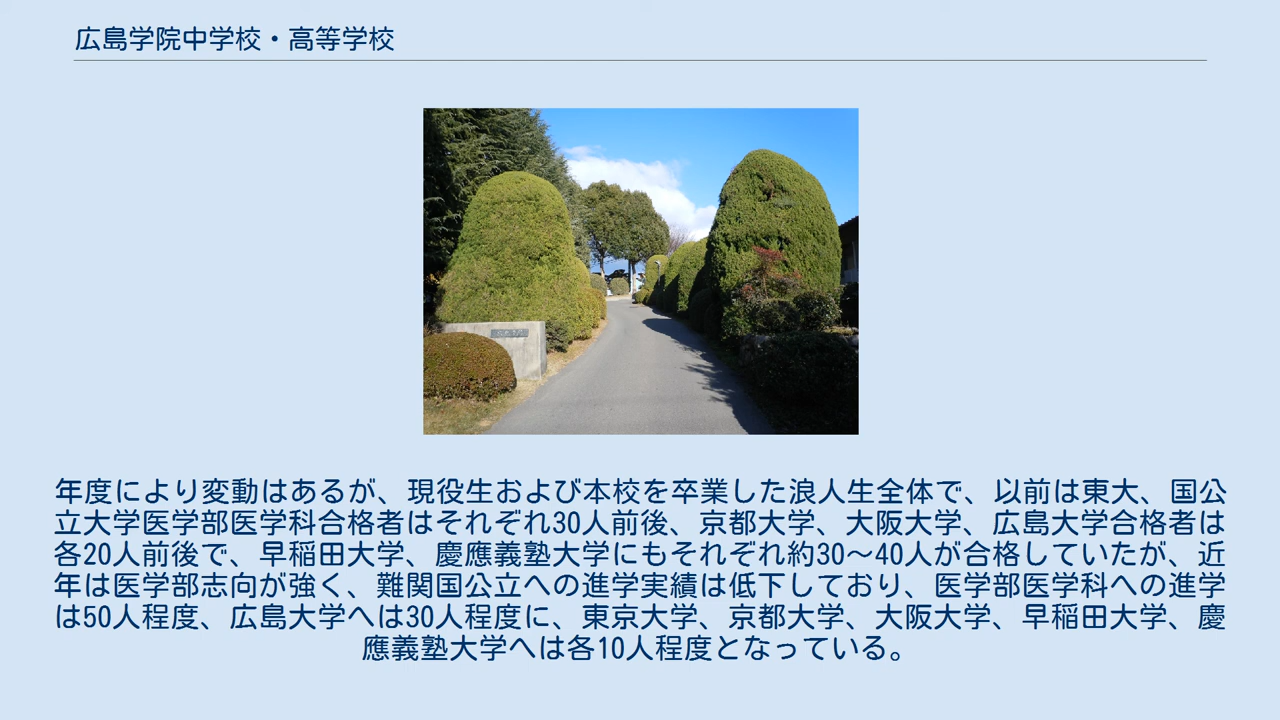 広島学院中学校・高等学校
年度により変動はあるが、現役生および本校を卒業した浪人生全体で、以前は東大、国公
立大学医学部医学科合格者はそれぞれ30人前後、京都大学、大阪大学、広島大学合格者は
各20人前後で、早稲田大学、慶應義塾大学にもそれぞれ約30～40人が合格していたが、近
年は医学部志向が強く、難関国公立への進学実績は低下しており、医学部医学科への進学
は50人程度、広島大学へは30人程度に、東京大学、京都大学、大阪大学、早稲田大学、慶
應義塾大学へは各10人程度となっている。